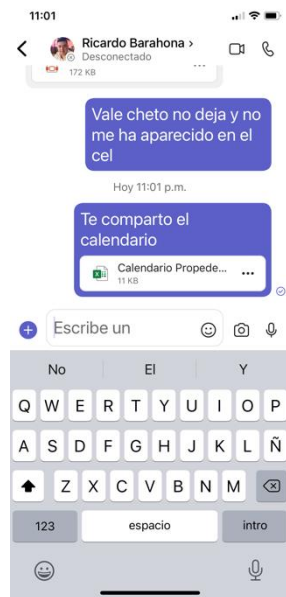 11:01
Ricardo Barahona >
Desconectado
172 KB
Vale cheto no deja y no
me ha aparecido en el
cel
Hoy 11:01 p.m.
Te comparto el
calendario
Calendario Propede...
11 KB
Escribe un
No El Y
Q W E R T Y U I O P
A S D F G H J K L Ñ
Z X C V B N M
123 espacio intro